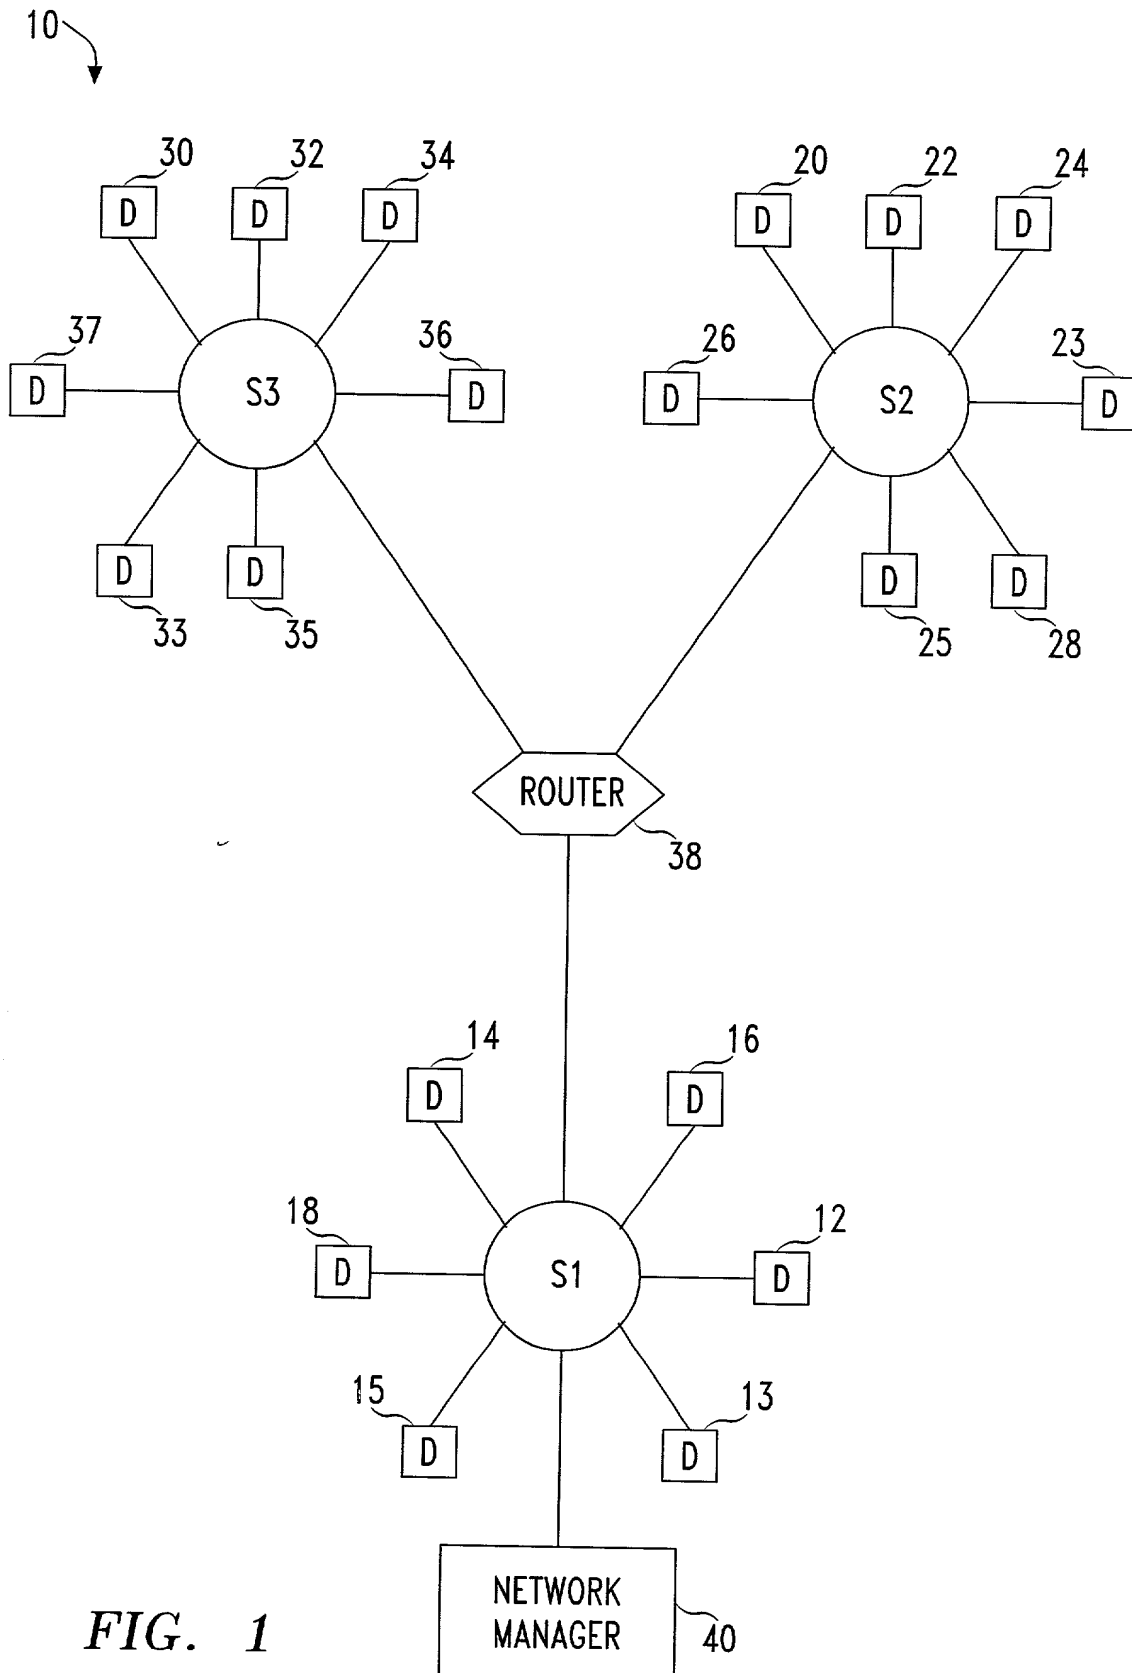 10
30 32 34
20 22 24
D D D
D D D
37 36
26 23
D S3 D
D S2 D
D D
D D
33 35
25 28
ROUTER
38
14 16
D D
18 12
D S1 D
15 13
D D
NETWORK
MANAGER
40
FIG. 1